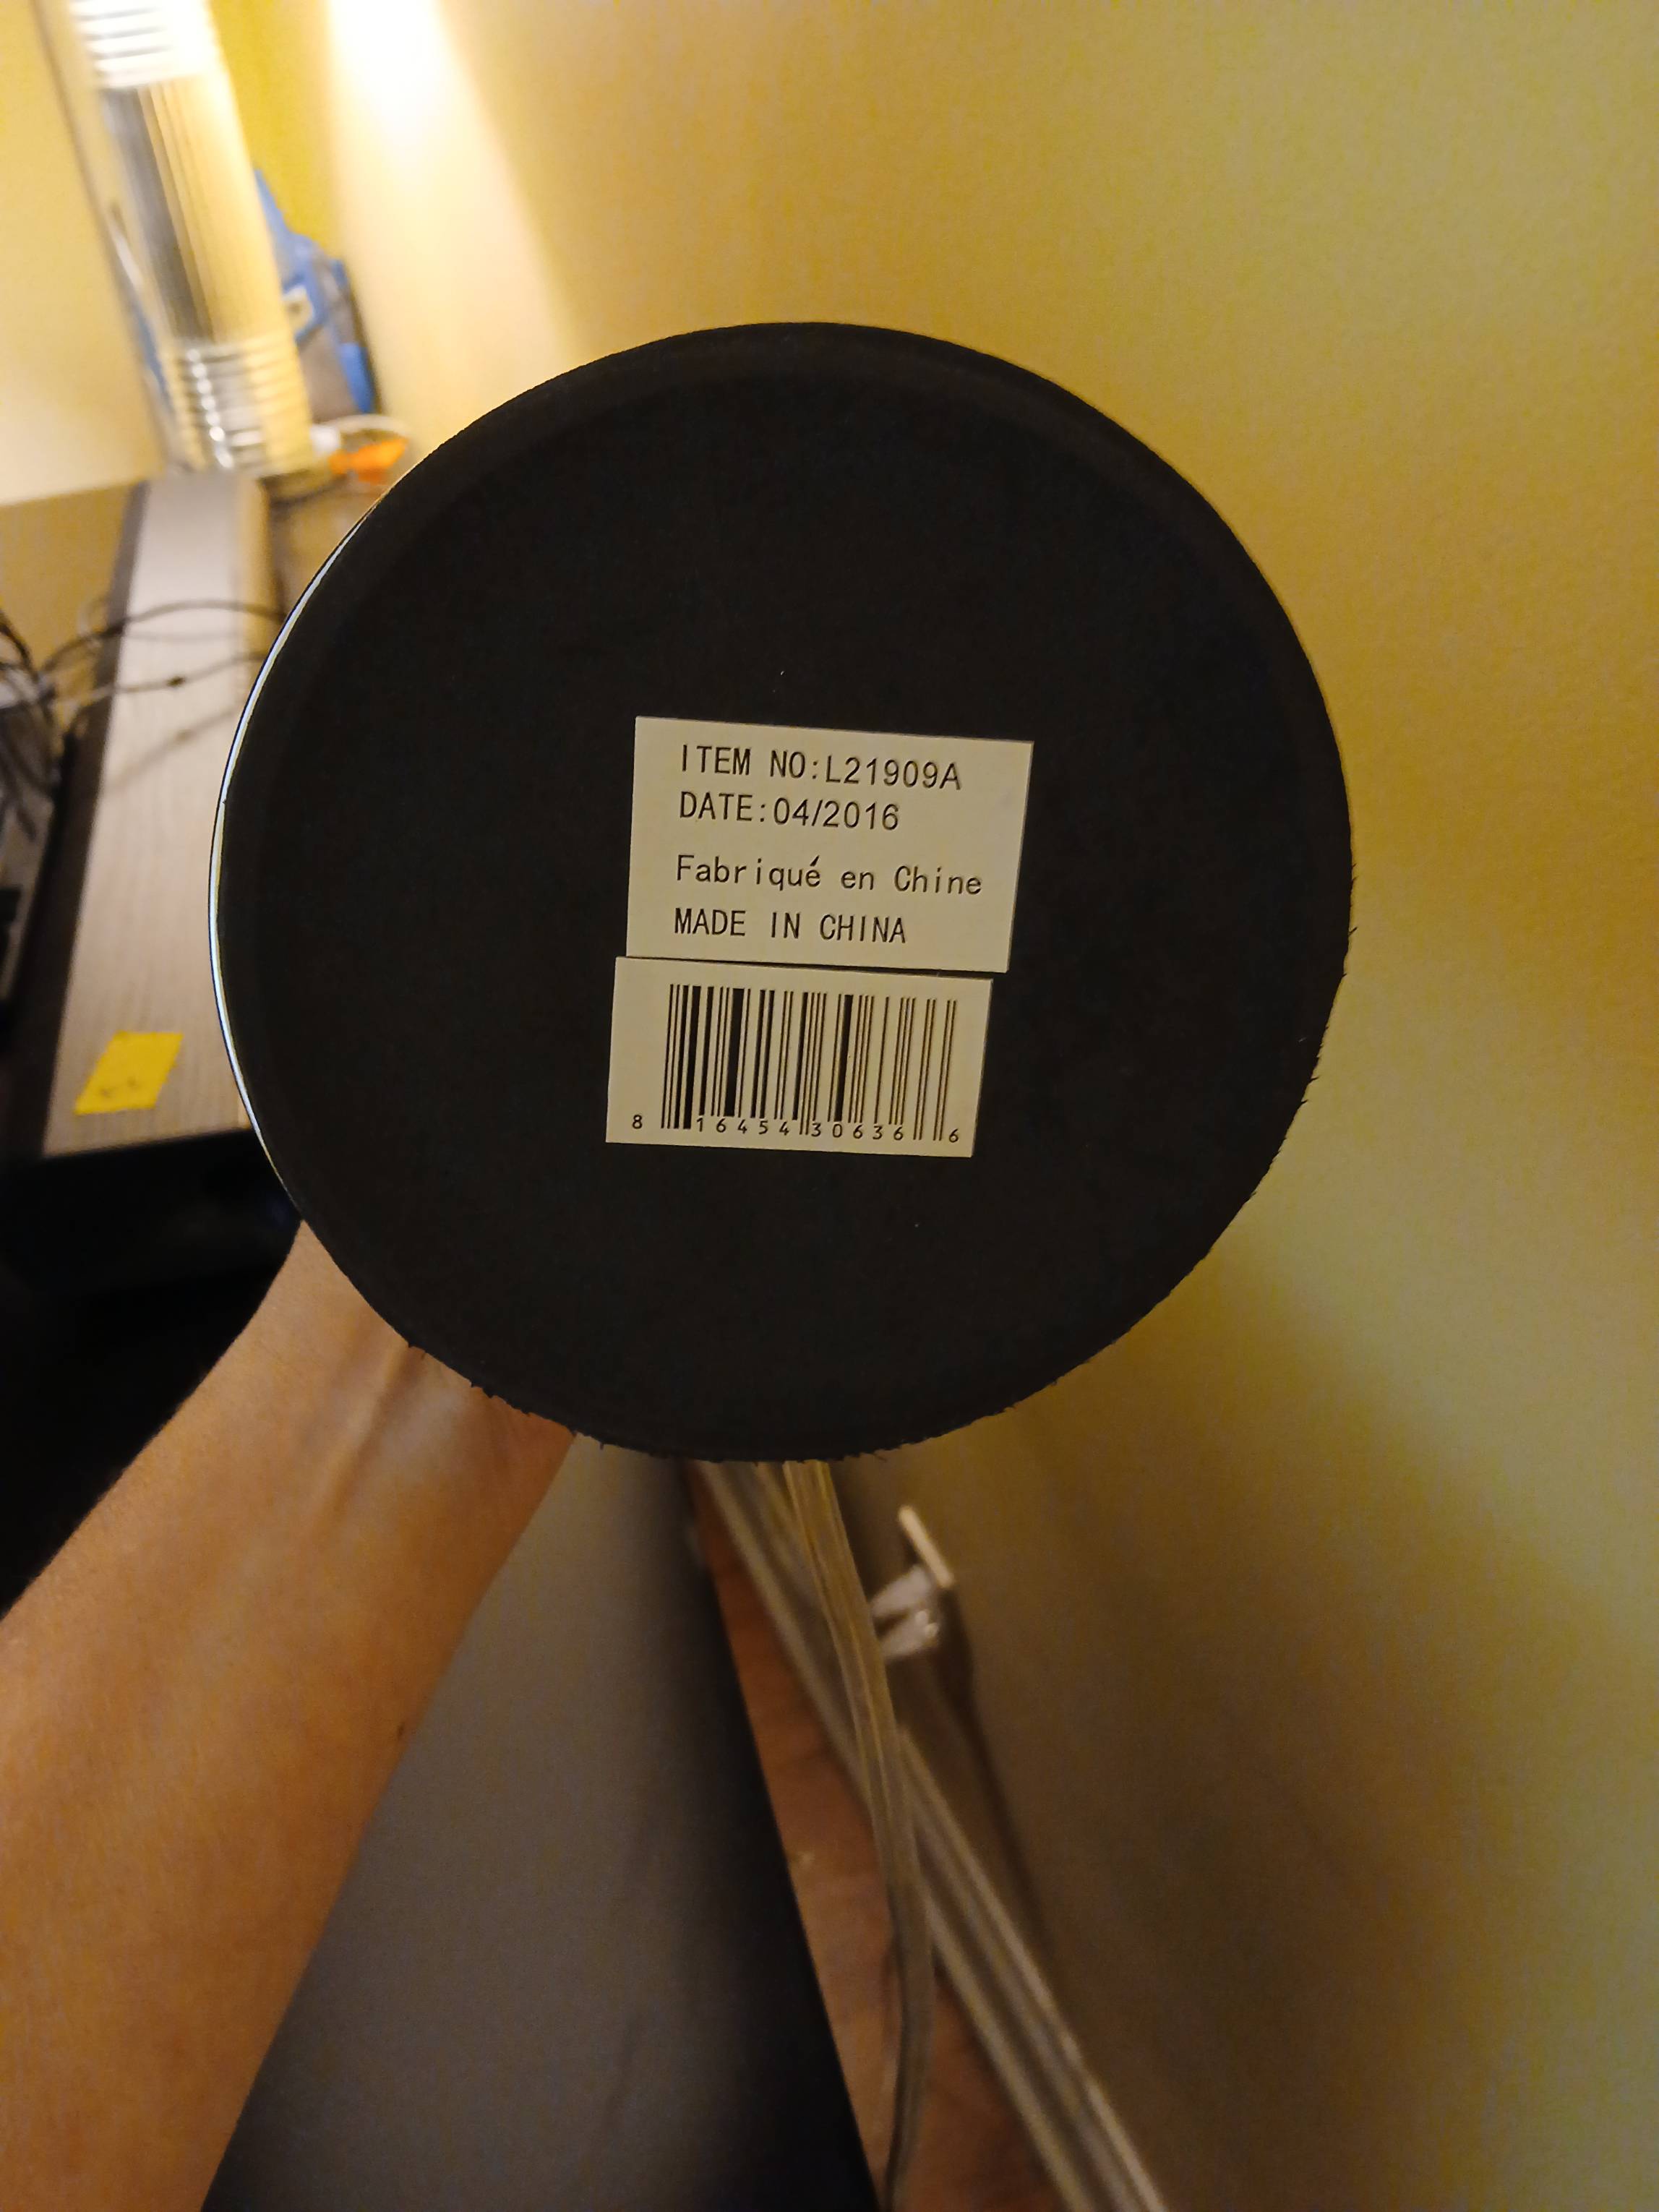 ITEM NO:L21909A
DATE:04/2016
Fabriqué en Chine
MADE IN CHINA
8 16454 30636 6